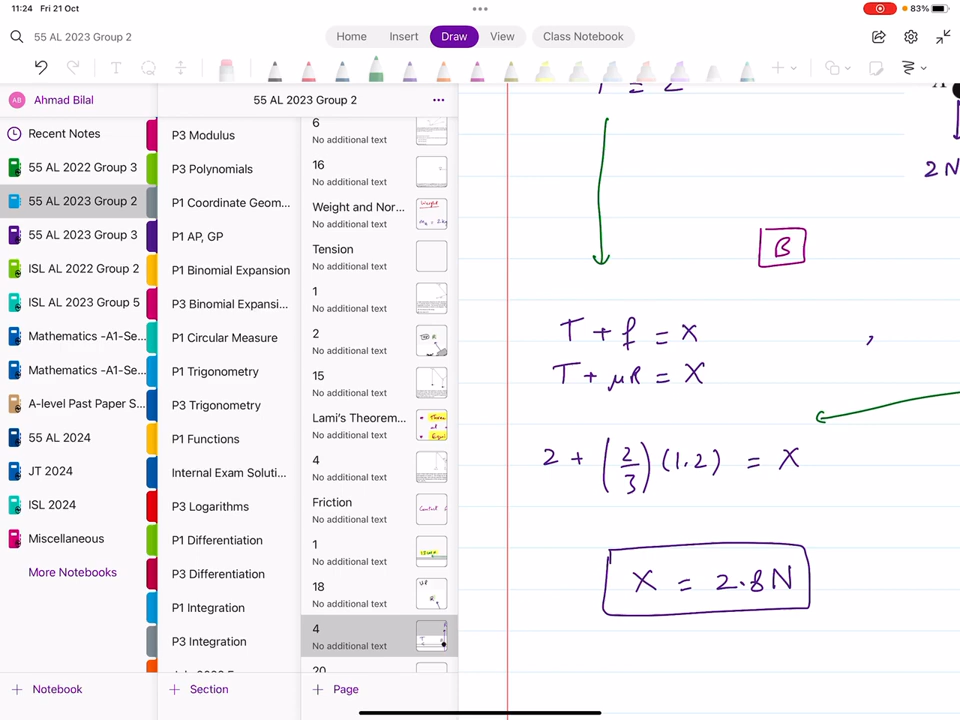 11:24 Fri 21 Oct
83%
55 AL 2023 Group 2
Home Insert Draw View Class Notebook
AB Ahmad Bilal
Recent Notes
55 AL 2022 Group 3
55 AL 2023 Group 2
55 AL 2023 Group 3
ISL AL 2022 Group 2
ISL AL 2023 Group 5
Mathematics -A1-Se...
Mathematics -A1-Se...
A-level Past Paper S...
55 AL 2024
JT 2024
ISL 2024
Miscellaneous
More Notebooks
+ Notebook
55 AL 2023 Group 2
P3 Modulus
P3 Polynomials
P1 Coordinate Geom...
P1 AP, GP
P1 Binomial Expansion
P3 Binomial Expansi...
P1 Circular Measure
P1 Trigonometry
P3 Trigonometry
P1 Functions
Internal Exam Soluti...
P3 Logarithms
P1 Differentiation
P3 Differentiation
P1 Integration
P3 Integration
+ Section
6
No additional text
16
No additional text
Weight and Nor...
No additional text
Tension
No additional text
1
No additional text
2
No additional text
15
No additional text
Lami's Theorem...
No additional text
4
No additional text
Friction
No additional text
1
No additional text
18
No additional text
4
No additional text
20
+ Page
2 N
B
T + f = X
T + μR = X
2 + (2/3) (1.2) = X
X = 2.8N